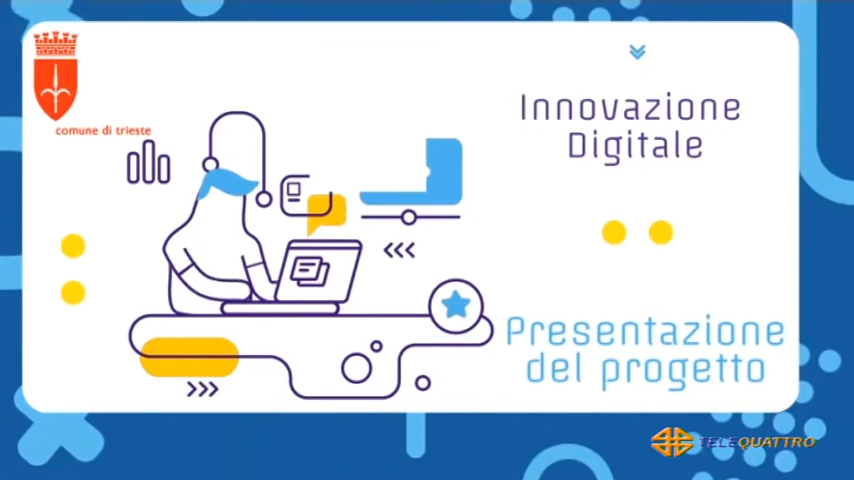 comune di trieste
Innovazione
Digitale
Presentazione
del progetto
TELEQUATTRO